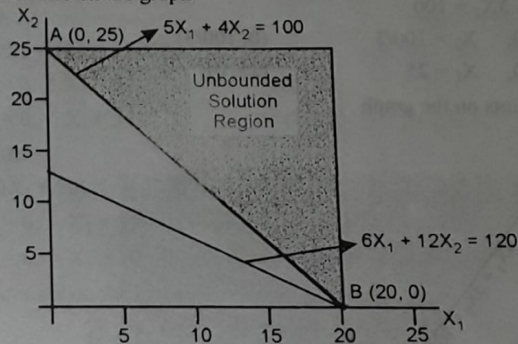 X₂
A (0, 25)
5X₁ + 4X₂ = 100
25
20
15
10
5
Unbounded
Solution
Region
6X₁ + 12X₂ = 120
B (20, 0)
5
10
15
20
25
X₁